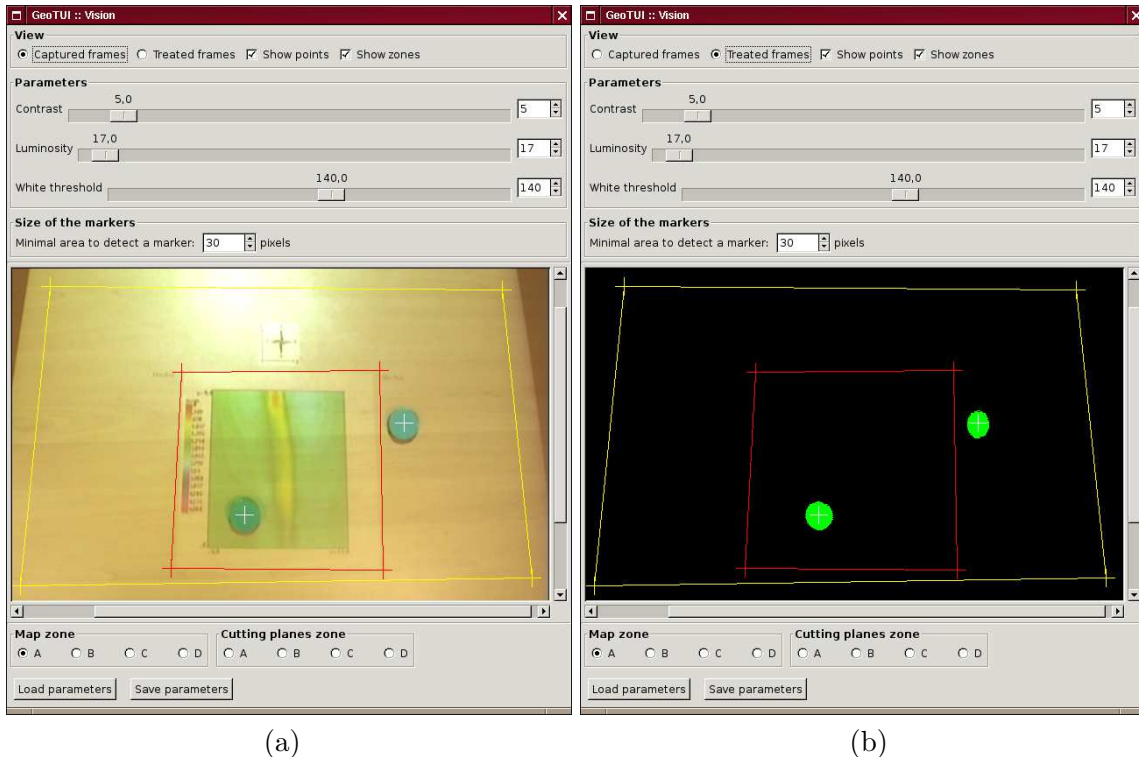 GeoTUI :: Vision
View
Captured frames Treated frames Show points Show zones
Parameters
5,0
Contrast 5
17,0
Luminosity 17
140,0
White threshold 140
Size of the markers
Minimal area to detect a marker: 30 pixels
Map zone Cutting planes zone
A B C D A B C D
Load parameters Save parameters
(a)
GeoTUI :: Vision
View
Captured frames Treated frames Show points Show zones
Parameters
5,0
Contrast 5
17,0
Luminosity 17
140,0
White threshold 140
Size of the markers
Minimal area to detect a marker: 30 pixels
Map zone Cutting planes zone
A B C D A B C D
Load parameters Save parameters
(b)